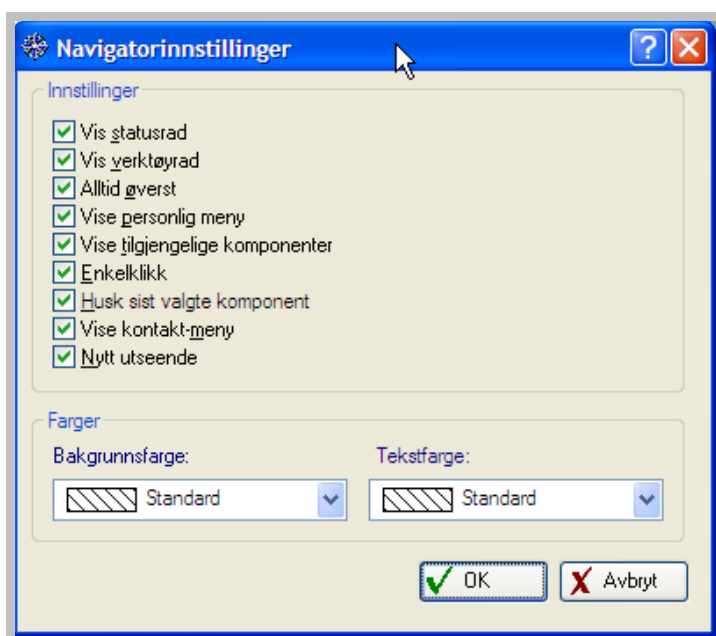 Navigatorinnstillinger
Innstillinger
Vis statusrad
Vis verktøyrad
Alltid øverst
Vise personlig meny
Vise tilgjengelige komponenter
Enkelklikk
Husk sist valgte komponent
Vise kontakt-meny
Nytt utseende
Farger
Bakgrunnsfarge: Tekstfarge:
Standard Standard
OK Avbryt